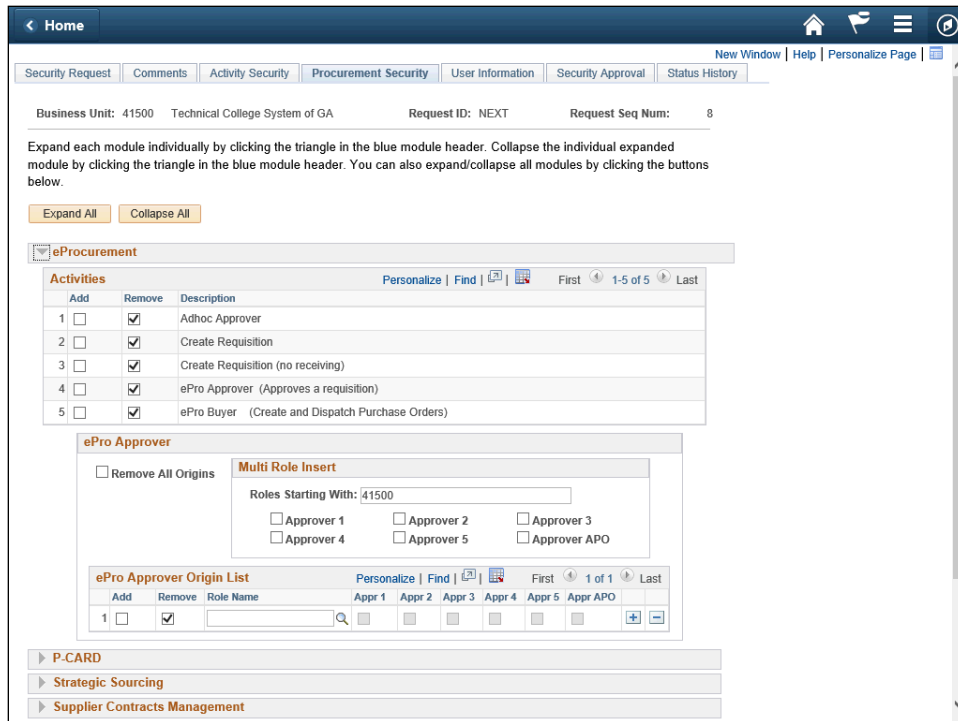 Home
New Window | Help | Personalize Page |
Security Request Comments Activity Security Procurement Security User Information Security Approval Status History
Business Unit: 41500 Technical College System of GA Request ID: NEXT Request Seq Num: 8
Expand each module individually by clicking the triangle in the blue module header. Collapse the individual expanded
module by clicking the triangle in the blue module header. You can also expand/collapse all modules by clicking the buttons
below.
Expand All Collapse All
eProcurement
Activities Personalize | Find | | First 1-5 of 5 Last
Add Remove Description
1 Adhoc Approver
2 Create Requisition
3 Create Requisition (no receiving)
4 ePro Approver (Approves a requisition)
5 ePro Buyer (Create and Dispatch Purchase Orders)
ePro Approver
Remove All Origins
Multi Role Insert
Roles Starting With: 41500
Approver 1 Approver 2 Approver 3
Approver 4 Approver 5 Approver APO
ePro Approver Origin List Personalize | Find | | First 1 of 1 Last
Add Remove Role Name Appr 1 Appr 2 Appr 3 Appr 4 Appr 5 Appr APO
1
P-CARD
Strategic Sourcing
Supplier Contracts Management